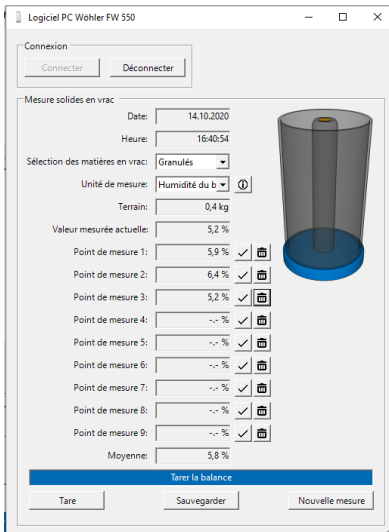 Logiciel PC Wöhler FW 550
Connexion
Connecter Déconnecter
Mesure solides en vrac
Date: 14.10.2020
Heure: 16:40:54
Sélection des matières en vrac: Granulés
Unité de mesure: Humidité du b
Terrain: 0,4 kg
Valeur mesurée actuelle: 5,2 %
Point de mesure 1: 5,9 %
Point de mesure 2: 6,4 %
Point de mesure 3: 5,2 %
Point de mesure 4: -.- %
Point de mesure 5: -.- %
Point de mesure 6: -.- %
Point de mesure 7: -.- %
Point de mesure 8: -.- %
Point de mesure 9: -.- %
Moyenne: 5,8 %
Tarer la balance
Tare Sauvegarder Nouvelle mesure